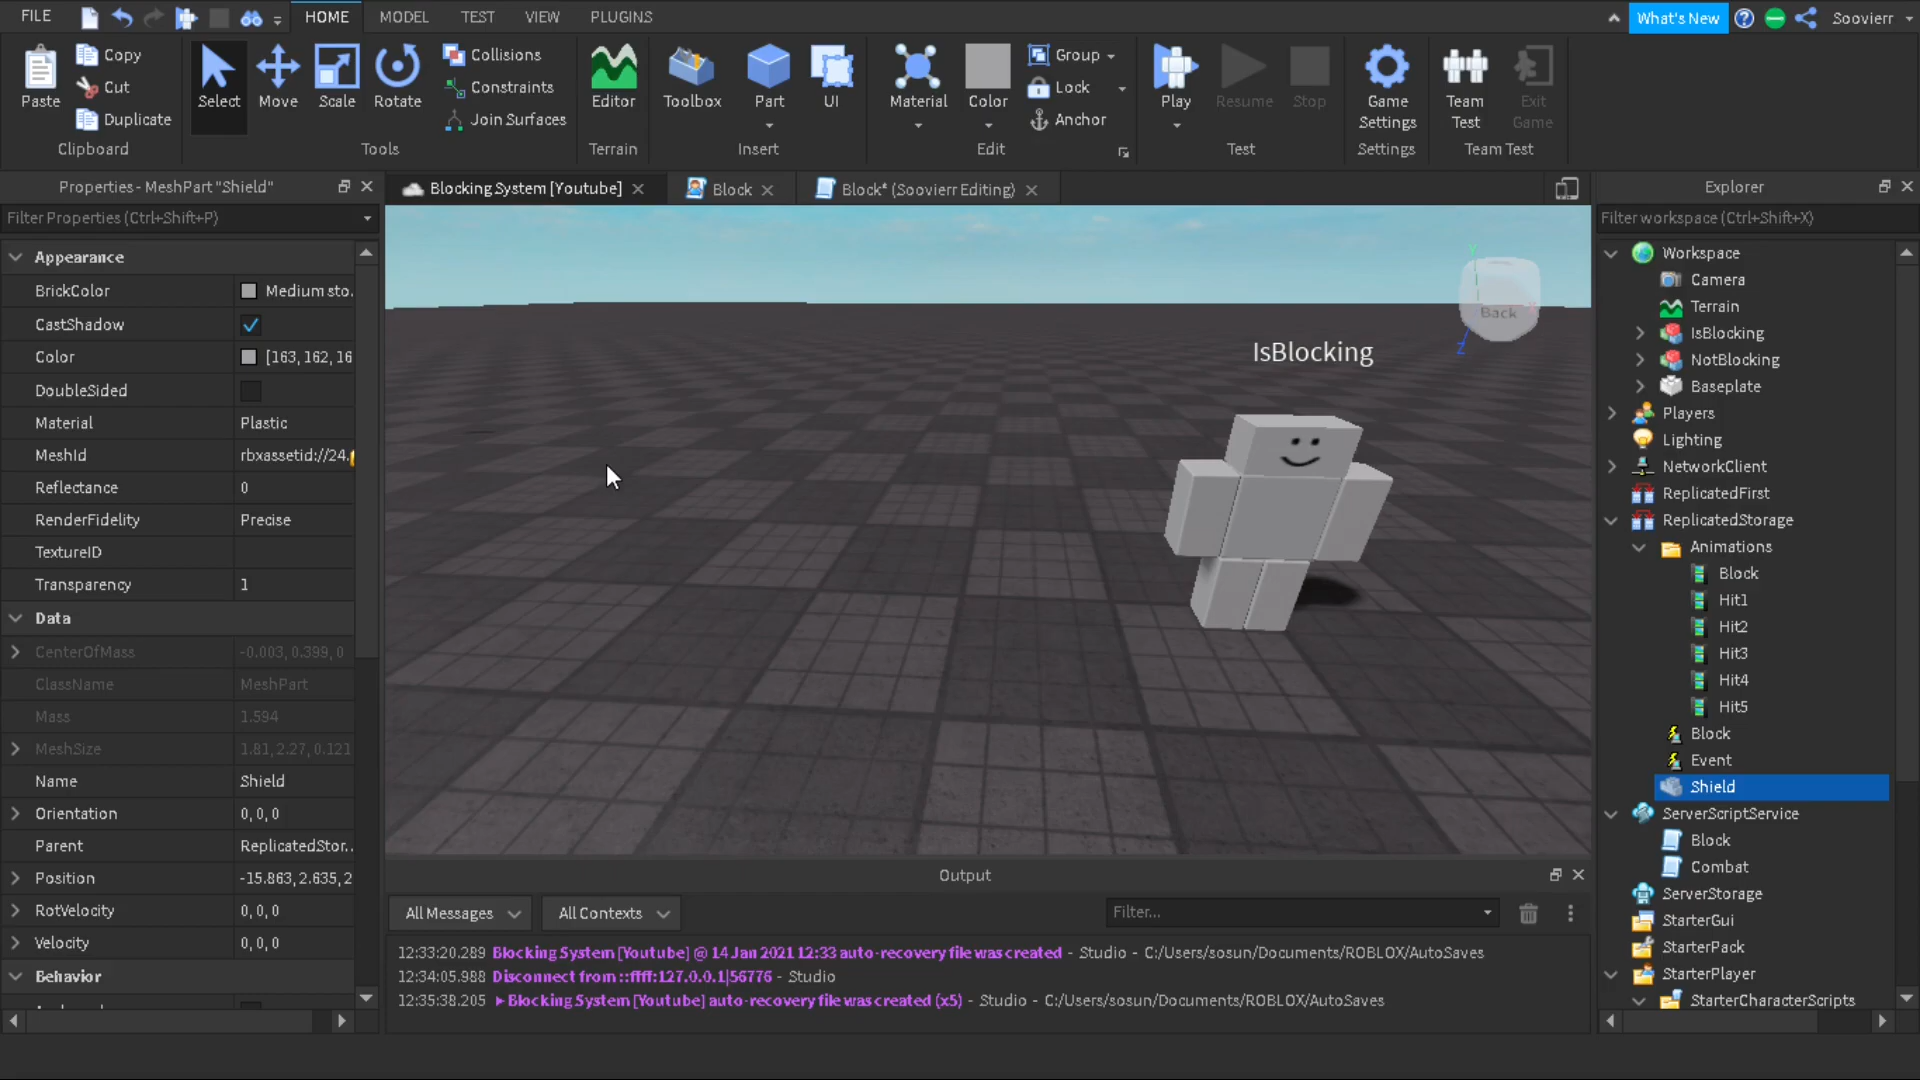 FILE
HOME
MODEL
TEST
VIEW
PLUGINS
What's New
Soovierr
Paste
Copy
Cut
Duplicate
Clipboard
Select
Move
Scale
Rotate
Collisions
Constraints
Join Surfaces
Tools
Editor
Terrain
Toolbox
Part
UI
Insert
Material
Color
Group
Lock
Anchor
Edit
Play
Resume
Stop
Test
Game
Settings
Settings
Team
Test
Exit
Game
Team Test
Properties - MeshPart "Shield"
Filter Properties (Ctrl+Shift+P)
Appearance
BrickColor Medium sto.
CastShadow
Color [163, 162, 16
DoubleSided
Material Plastic
MeshId rbxassetid://24.
Reflectance 0
RenderFidelity Precise
TextureID
Transparency 1
Data
CenterOfMass -0.003, 0.399, 0
ClassName MeshPart
Mass 1.594
MeshSize 1.81, 2.27, 0.121
Name Shield
Orientation 0, 0, 0
Parent ReplicatedStor..
Position -15.863, 2.635, 2
RotVelocity 0, 0, 0
Velocity 0, 0, 0
Behavior
Blocking System [Youtube]
Block
Block* (Soovierr Editing)
Back
Y
Z
IsBlocking
Output
All Messages
All Contexts
Filter...
12:33:20.289 Blocking System [Youtube] @ 14 Jan 2021 12:33 auto-recovery file was created - Studio - C:/Users/sosun/Documents/ROBLOX/AutoSaves
12:34:05.988 Disconnect from ::ffff:127.0.0.1|56776 - Studio
12:35:38.205 Blocking System [Youtube] auto-recovery file was created (x5) - Studio - C:/Users/sosun/Documents/ROBLOX/AutoSaves
Explorer
Filter workspace (Ctrl+Shift+X)
Workspace
Camera
Terrain
IsBlocking
NotBlocking
Baseplate
Players
Lighting
NetworkClient
ReplicatedFirst
ReplicatedStorage
Animations
Block
Hit1
Hit2
Hit3
Hit4
Hit5
Block
Event
Shield
ServerScriptService
Block
Combat
ServerStorage
StarterGui
StarterPack
StarterPlayer
StarterCharacterScripts